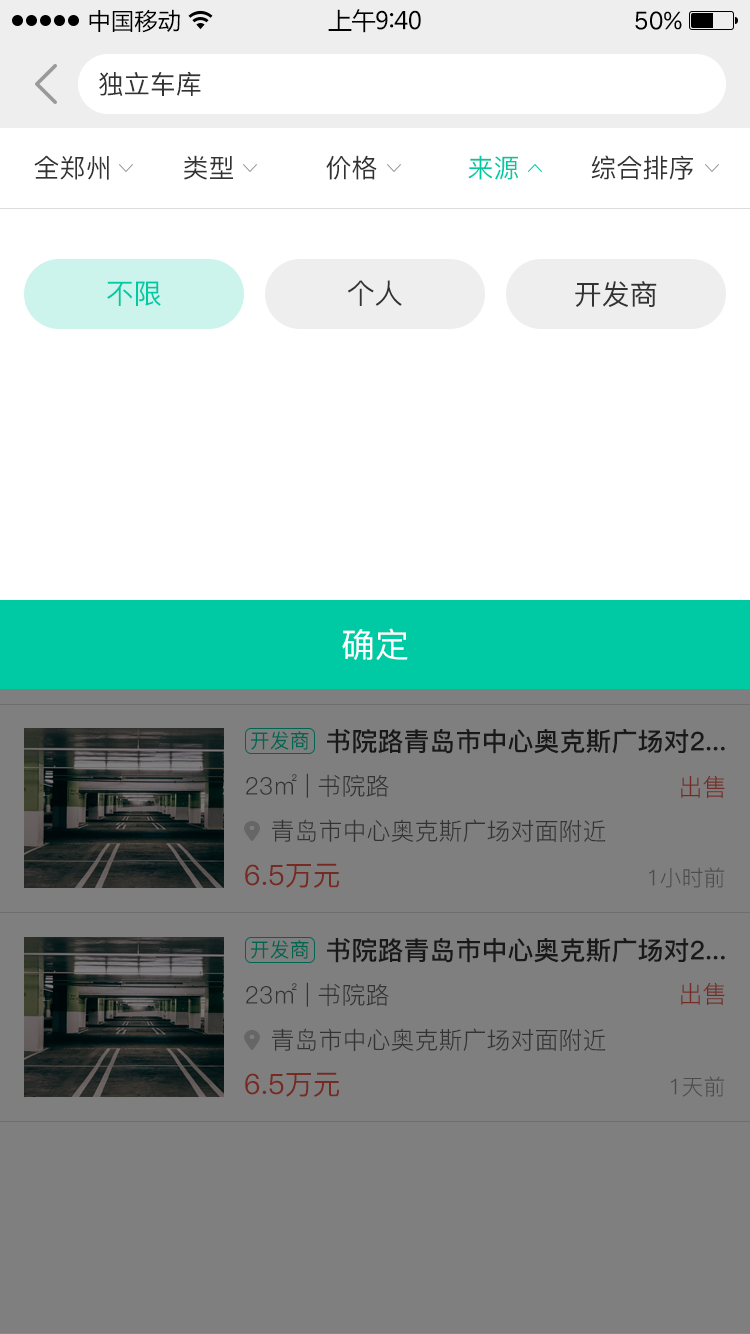 中国移动 上午9:40 50%
独立车库
全郑州 类型 价格 来源 综合排序
不限 个人 开发商
确定
开发商 书院路青岛市中心奥克斯广场对2...
23㎡ | 书院路 出售
青岛市中心奥克斯广场对面附近
6.5万元 1小时前
开发商 书院路青岛市中心奥克斯广场对2...
23㎡ | 书院路 出售
青岛市中心奥克斯广场对面附近
6.5万元 1天前